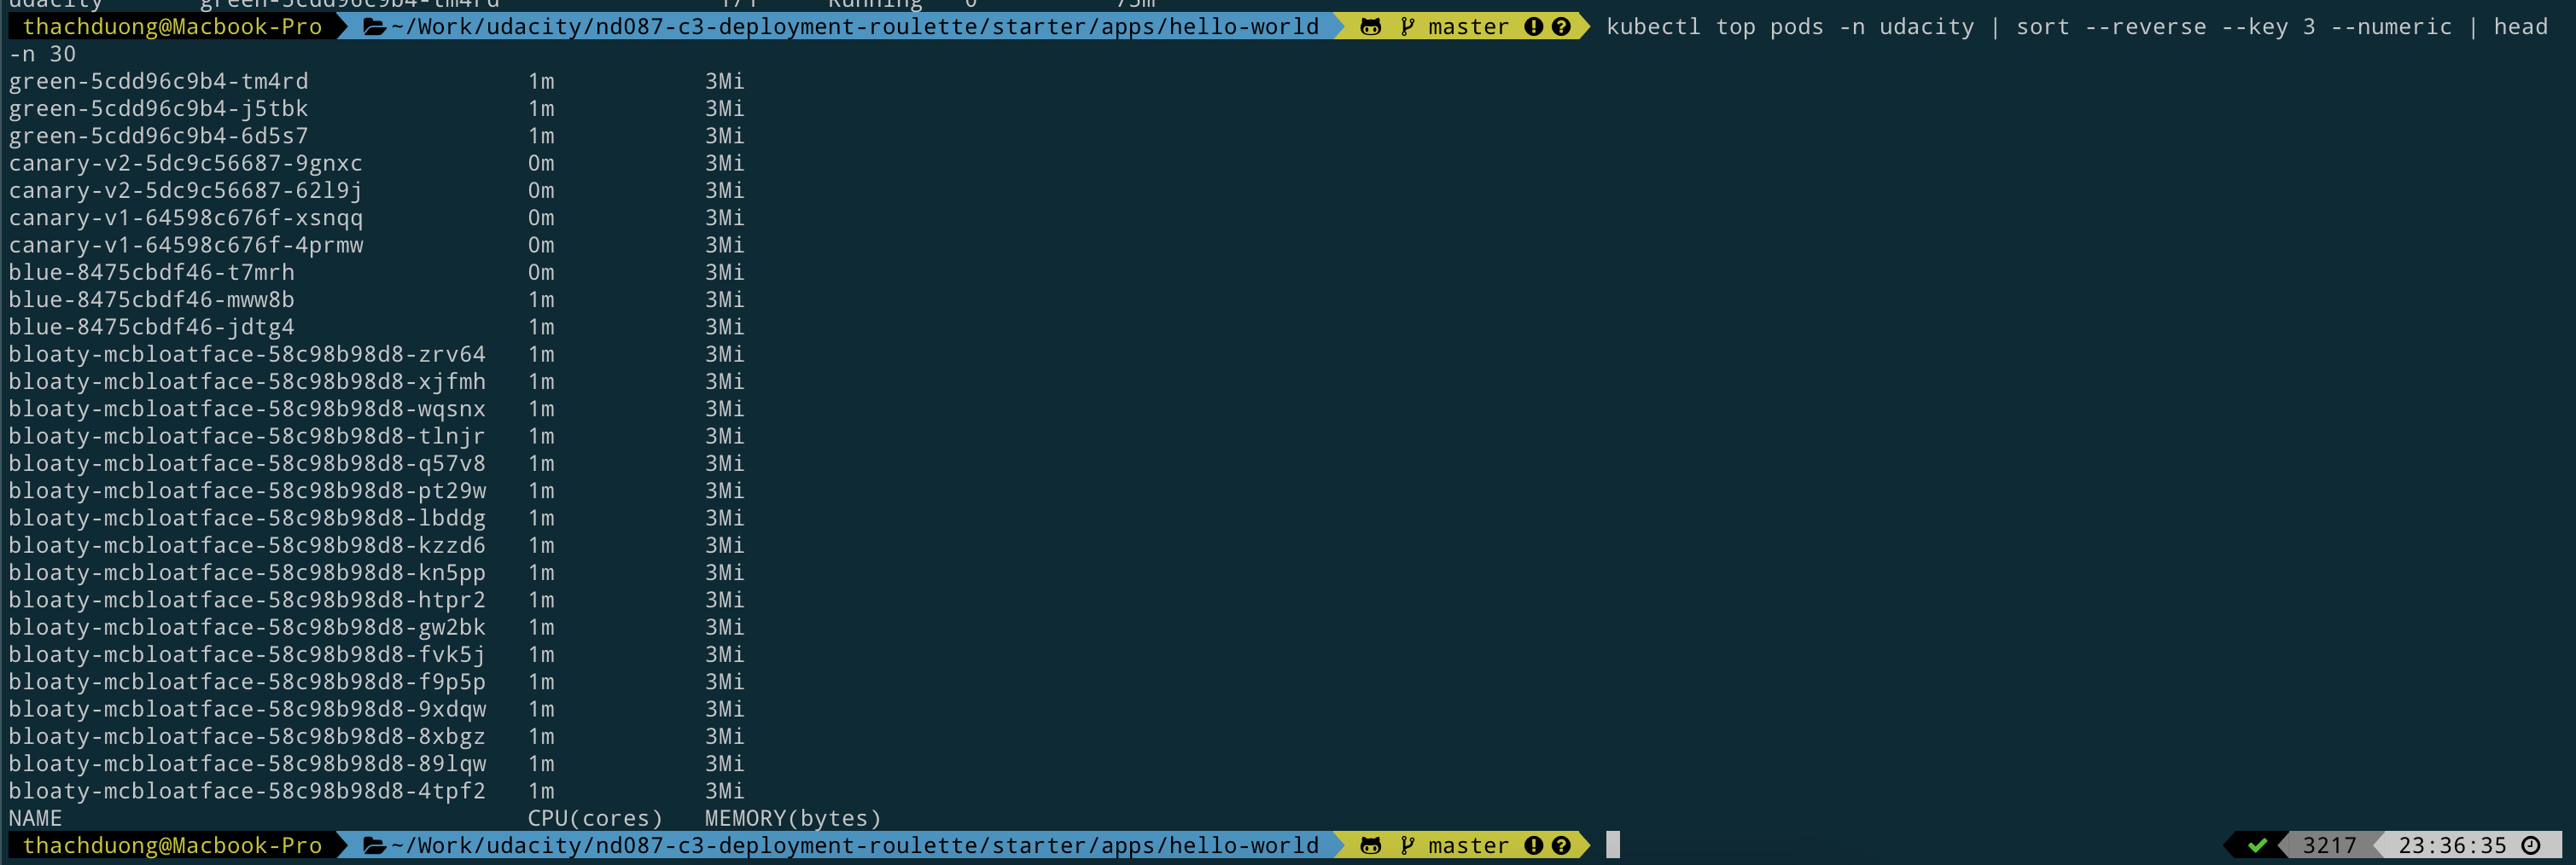 udacity green-5cdd96c9b4-tm4rd 1/1 Running 0 75m
thachduong@Macbook-Pro ~/Work/udacity/nd087-c3-deployment-roulette/starter/apps/hello-world master kubectl top pods -n udacity | sort --reverse --key 3 --numeric | head
-n 30
green-5cdd96c9b4-tm4rd 1m 3Mi
green-5cdd96c9b4-j5tbk 1m 3Mi
green-5cdd96c9b4-6d5s7 1m 3Mi
canary-v2-5dc9c56687-9gnxc 0m 3Mi
canary-v2-5dc9c56687-62l9j 0m 3Mi
canary-v1-64598c676f-xsnqq 0m 3Mi
canary-v1-64598c676f-4prmw 0m 3Mi
blue-8475cbdf46-t7mrh 0m 3Mi
blue-8475cbdf46-mww8b 1m 3Mi
blue-8475cbdf46-jdtg4 1m 3Mi
bloaty-mcbloatface-58c98b98d8-zrv64 1m 3Mi
bloaty-mcbloatface-58c98b98d8-xjfmh 1m 3Mi
bloaty-mcbloatface-58c98b98d8-wqsnx 1m 3Mi
bloaty-mcbloatface-58c98b98d8-tlnjr 1m 3Mi
bloaty-mcbloatface-58c98b98d8-q57v8 1m 3Mi
bloaty-mcbloatface-58c98b98d8-pt29w 1m 3Mi
bloaty-mcbloatface-58c98b98d8-lbddg 1m 3Mi
bloaty-mcbloatface-58c98b98d8-kzzd6 1m 3Mi
bloaty-mcbloatface-58c98b98d8-kn5pp 1m 3Mi
bloaty-mcbloatface-58c98b98d8-htpr2 1m 3Mi
bloaty-mcbloatface-58c98b98d8-gw2bk 1m 3Mi
bloaty-mcbloatface-58c98b98d8-fvk5j 1m 3Mi
bloaty-mcbloatface-58c98b98d8-f9p5p 1m 3Mi
bloaty-mcbloatface-58c98b98d8-9xdqw 1m 3Mi
bloaty-mcbloatface-58c98b98d8-8xbgz 1m 3Mi
bloaty-mcbloatface-58c98b98d8-89lqw 1m 3Mi
bloaty-mcbloatface-58c98b98d8-4tpf2 1m 3Mi
NAME CPU(cores) MEMORY(bytes)
thachduong@Macbook-Pro ~/Work/udacity/nd087-c3-deployment-roulette/starter/apps/hello-world master 3217 23:36:35